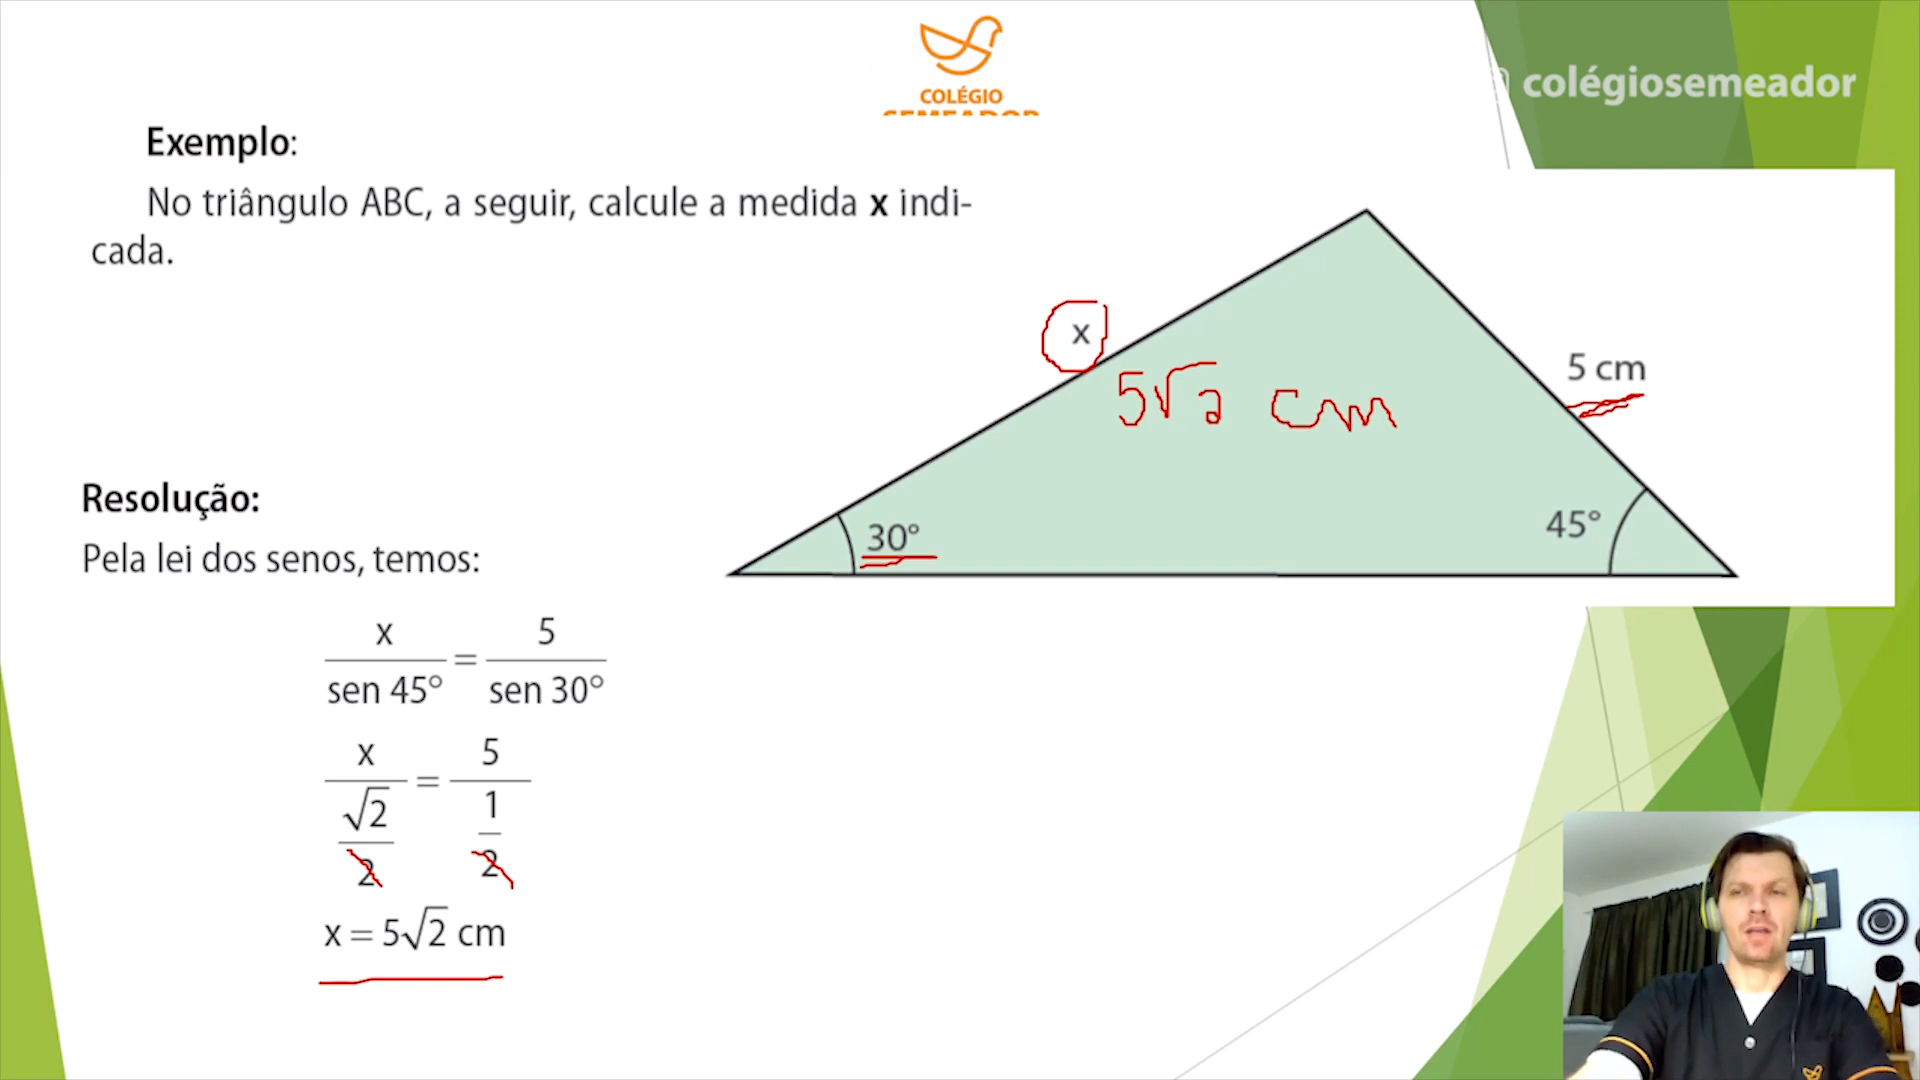 COLÉGIO
SEMEADOR
colégiosemeador
Exemplo:
No triângulo ABC, a seguir, calcule a medida x indi-
cada.
x
5√2 cm
5 cm
30°
45°
Resolução:
Pela lei dos senos, temos:
x/sen 45° = 5/sen 30°
x/(√2/2) = 5/(1/2)
x = 5√2 cm